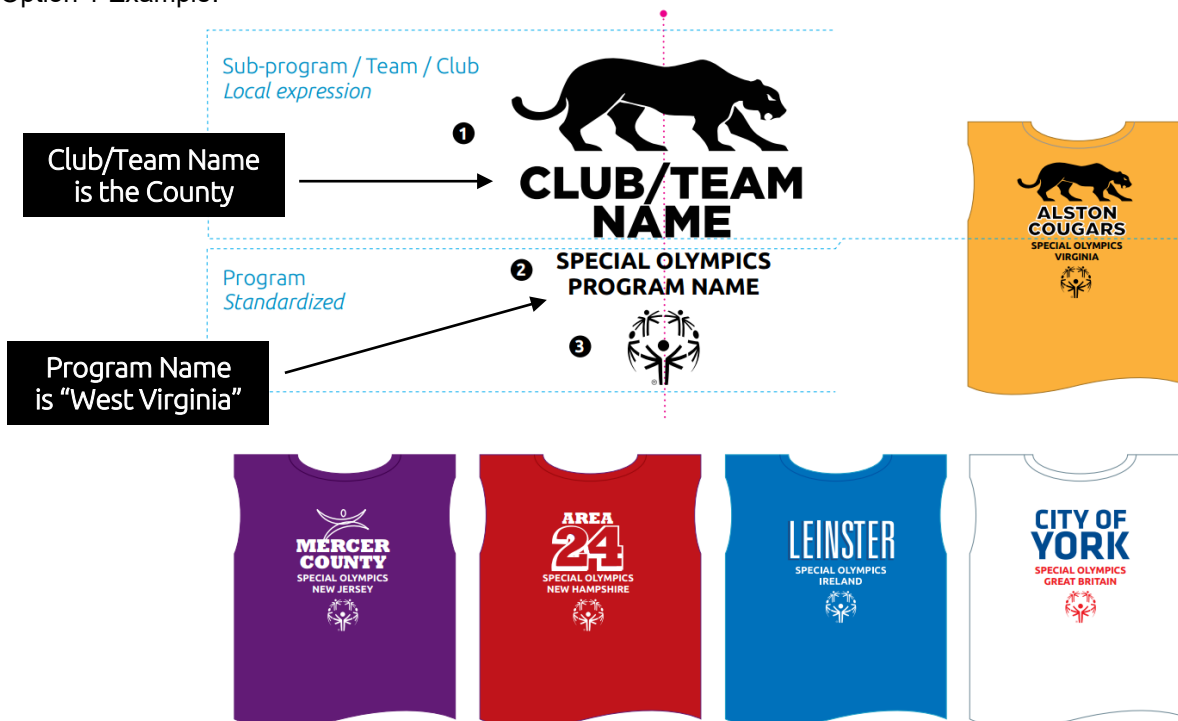 Option 1 Example:
Sub-program / Team / Club
Local expression
1
Club/Team Name
is the County
CLUB/TEAM
NAME
2
SPECIAL OLYMPICS
PROGRAM NAME
Program
Standardized
3
®
Program Name
is “West Virginia”
ALSTON
COUGARS
SPECIAL OLYMPICS
VIRGINIA
MERCER
COUNTY
SPECIAL OLYMPICS
NEW JERSEY
AREA
24
SPECIAL OLYMPICS
NEW HAMPSHIRE
LEINSTER
SPECIAL OLYMPICS
IRELAND
CITY OF
YORK
SPECIAL OLYMPICS
GREAT BRITAIN